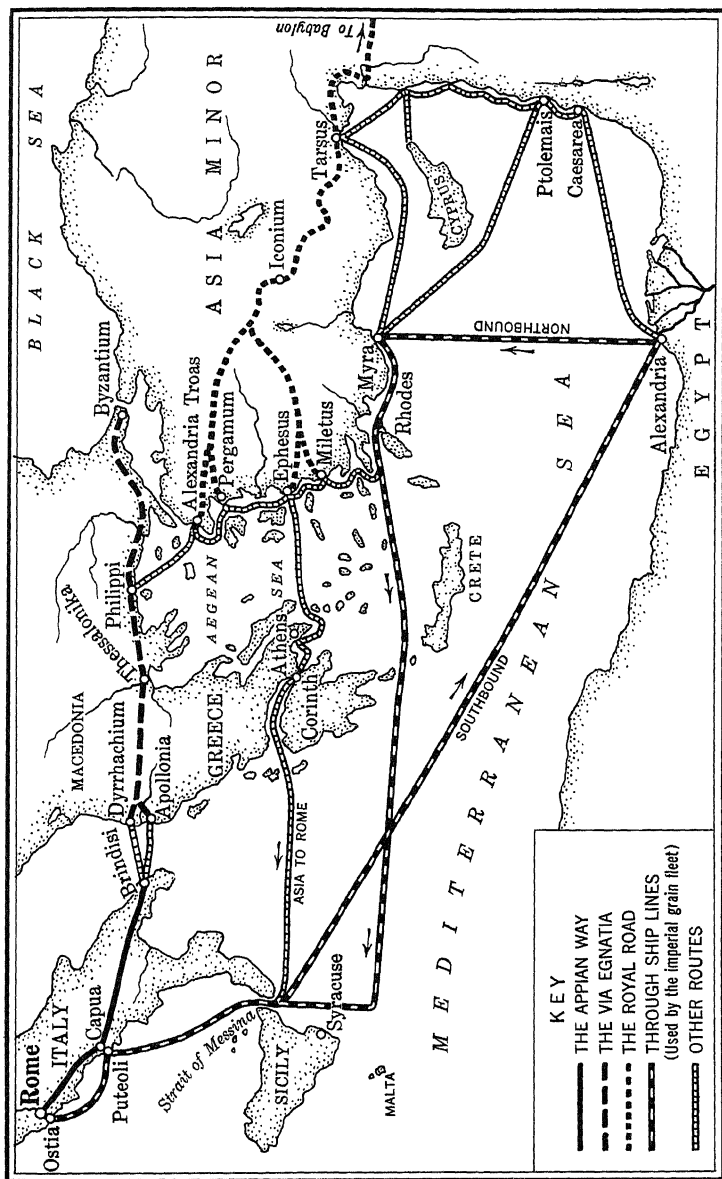 BLACK SEA
To Babylon
ASIA MINOR
Byzantium
Tarsus
Iconium
Alexandria Troas
Pergamum
Ephesus
Miletus
Myra
Rhodes
CYPRUS
Ptolemais
Caesarea
NORTHBOUND
Alexandria
EGYPT
MACEDONIA
Thessalonika
Philippi
AEGEAN
SEA
Dyrrhachium
Apollonia
GREECE
Athens
Corinth
CRETE
Brindisi
ASIA TO ROME
SOUTHBOUND
MEDITERRANEAN SEA
Rome
Ostia
ITALY
Capua
Puteoli
Strait of Messina
SICILY
Syracuse
MALTA
KEY
THE APPIAN WAY
THE VIA EGNATIA
THE ROYAL ROAD
THROUGH SHIP LINES
(Used by the imperial grain fleet)
OTHER ROUTES